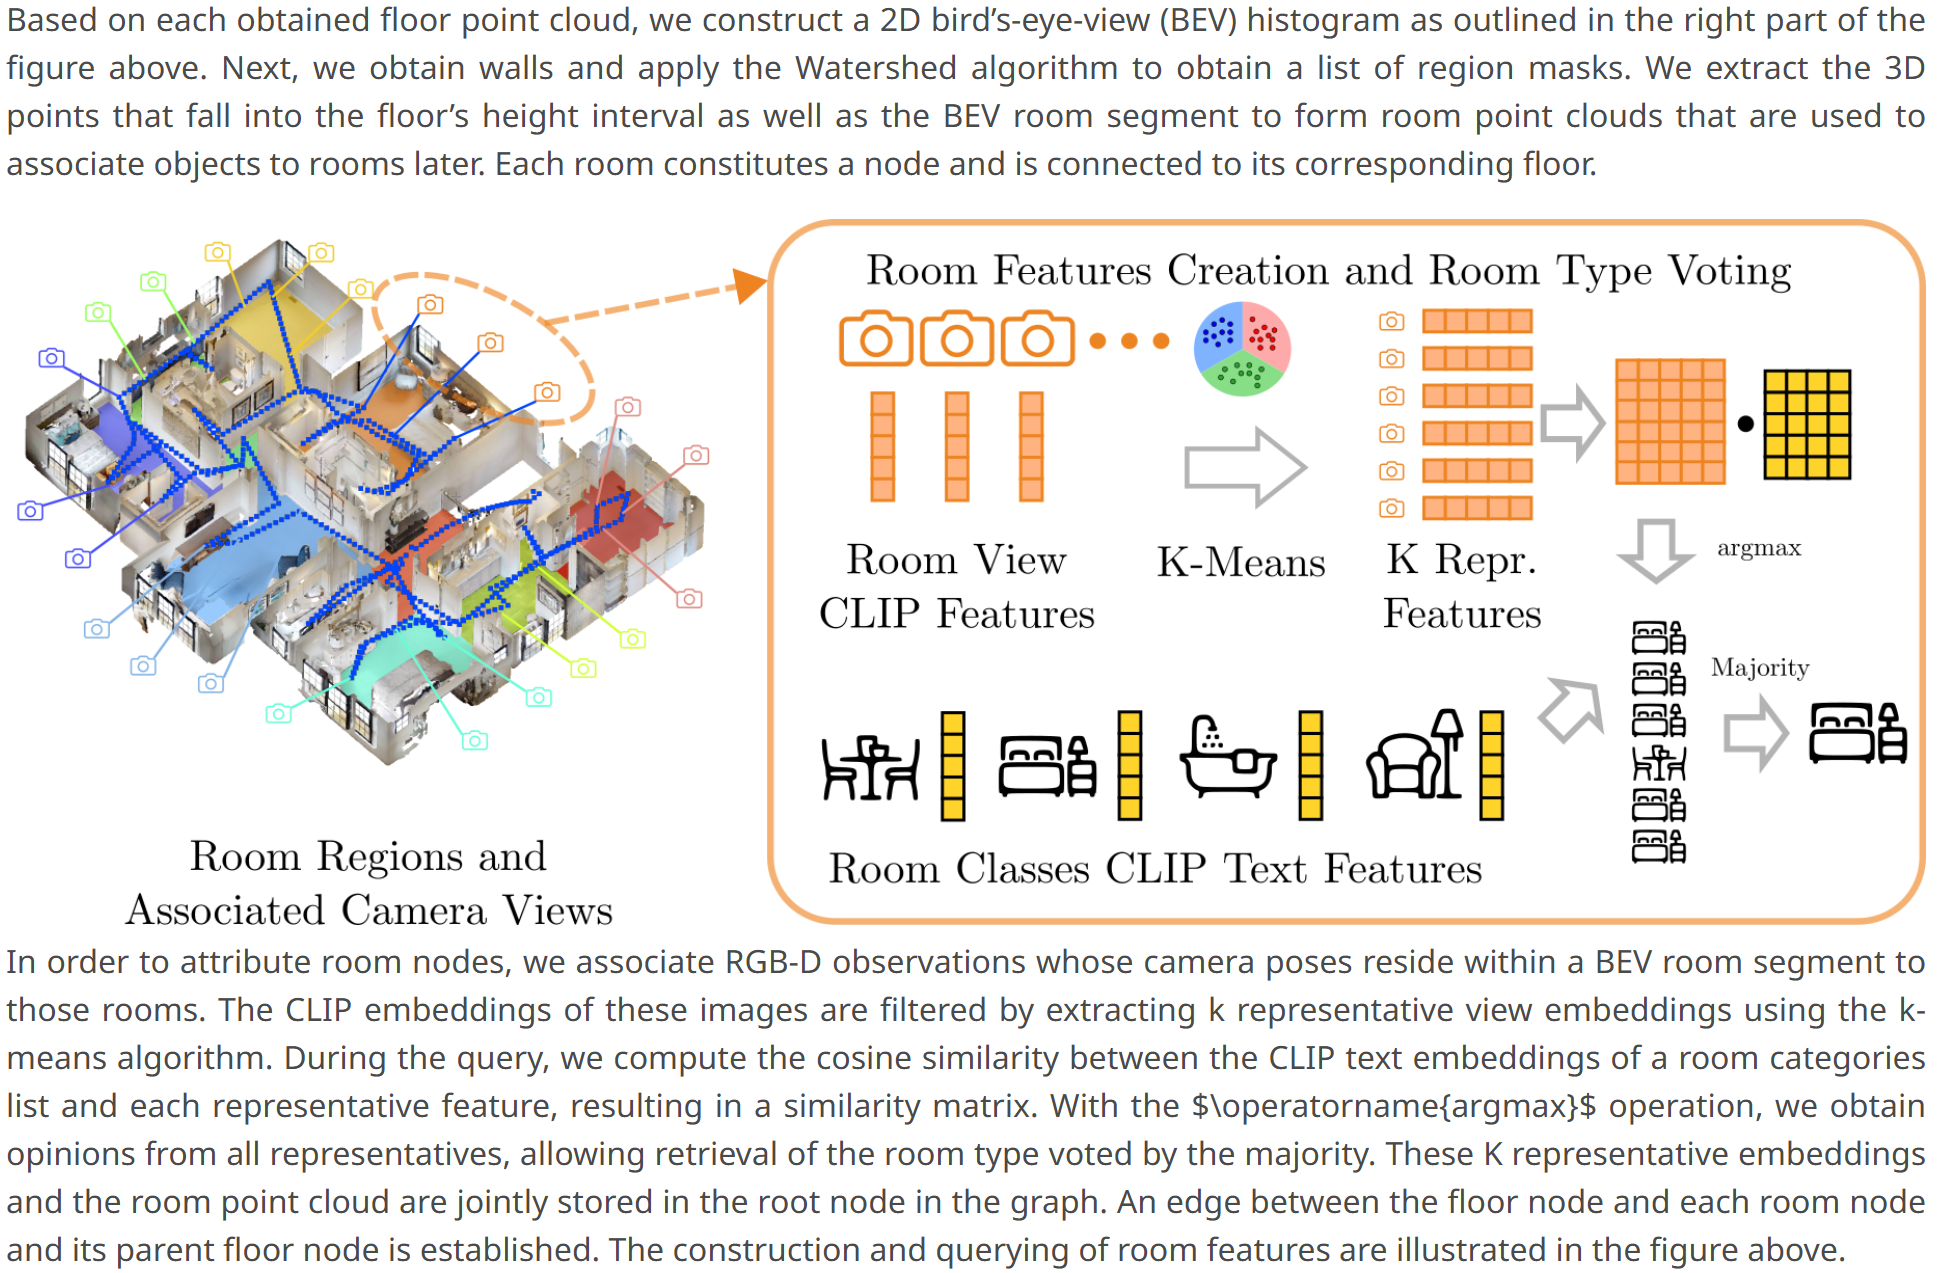 Based on each obtained floor point cloud, we construct a 2D bird’s-eye-view (BEV) histogram as outlined in the right part of the
figure above. Next, we obtain walls and apply the Watershed algorithm to obtain a list of region masks. We extract the 3D
points that fall into the floor’s height interval as well as the BEV room segment to form room point clouds that are used to
associate objects to rooms later. Each room constitutes a node and is connected to its corresponding floor.
Room Features Creation and Room Type Voting
Room View
CLIP Features
K-Means
K Repr.
Features
argmax
Majority
Room Classes CLIP Text Features
Room Regions and
Associated Camera Views
In order to attribute room nodes, we associate RGB-D observations whose camera poses reside within a BEV room segment to
those rooms. The CLIP embeddings of these images are filtered by extracting k representative view embeddings using the k-
means algorithm. During the query, we compute the cosine similarity between the CLIP text embeddings of a room categories
list and each representative feature, resulting in a similarity matrix. With the $\operatorname{argmax}$ operation, we obtain
opinions from all representatives, allowing retrieval of the room type voted by the majority. These K representative embeddings
and the room point cloud are jointly stored in the root node in the graph. An edge between the floor node and each room node
and its parent floor node is established. The construction and querying of room features are illustrated in the figure above.